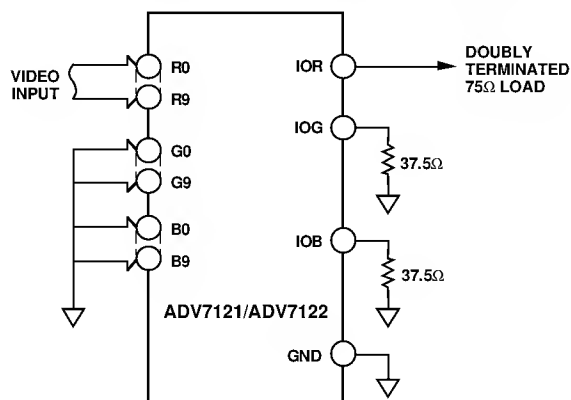 VIDEO
INPUT
R0
R9
G0
G9
B0
B9
IOR
DOUBLY
TERMINATED
75Ω LOAD
IOG
37.5Ω
IOB
37.5Ω
ADV7121/ADV7122
GND